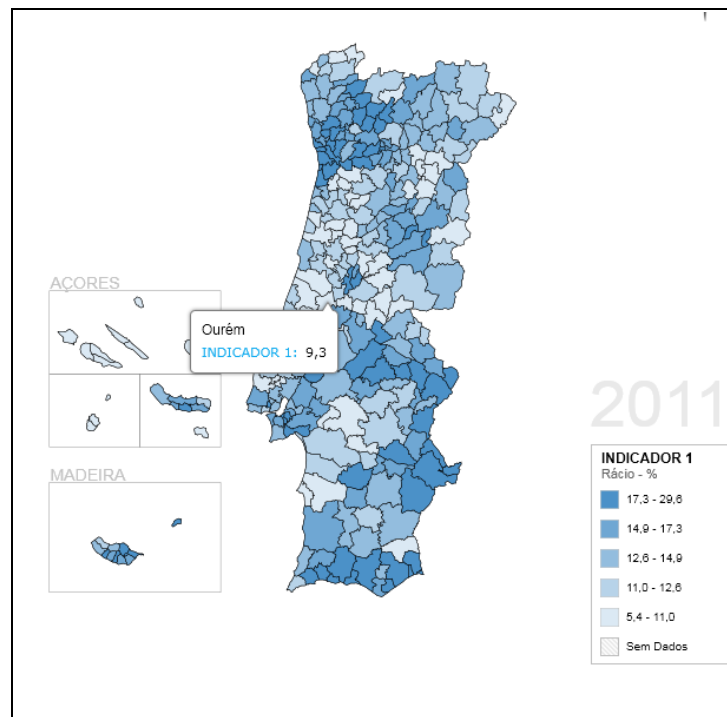 AÇORES
Ourém
INDICADOR 1: 9,3
MADEIRA
2011
INDICADOR 1
Rácio - %
17,3 - 29,6
14,9 - 17,3
12,6 - 14,9
11,0 - 12,6
5,4 - 11,0
Sem Dados